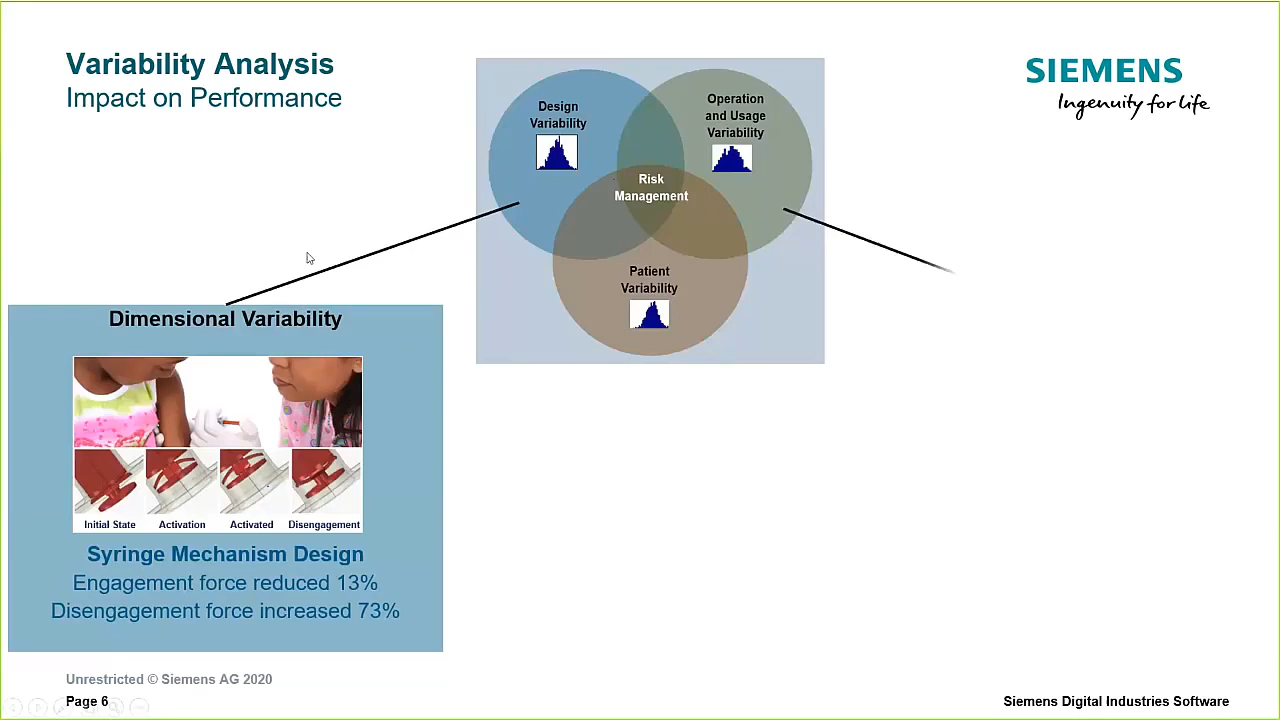 Variability Analysis
Impact on Performance
SIEMENS
Ingenuity for life
Design
Variability
Operation
and Usage
Variability
Risk
Management
Patient
Variability
Dimensional Variability
Initial State
Activation
Activated
Disengagement
Syringe Mechanism Design
Engagement force reduced 13%
Disengagement force increased 73%
Unrestricted © Siemens AG 2020
Page 6
Siemens Digital Industries Software